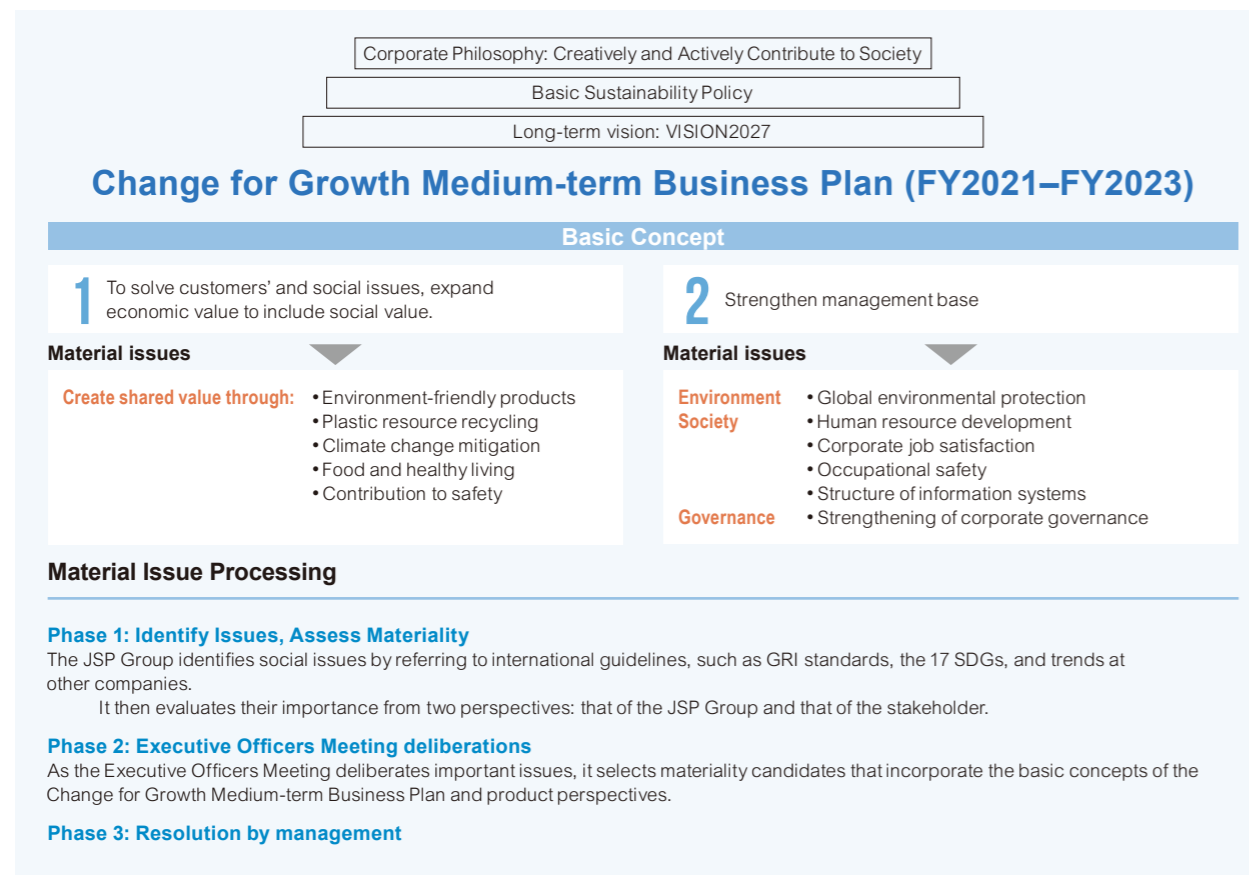 Corporate Philosophy: Creatively and Actively Contribute to Society
Basic Sustainability Policy
Long-term vision: VISION2027
Change for Growth Medium-term Business Plan (FY2021–FY2023)
Basic Concept
1
To solve customers’ and social issues, expand
economic value to include social value.
Material issues
Create shared value through:
• Environment-friendly products
• Plastic resource recycling
• Climate change mitigation
• Food and healthy living
• Contribution to safety
2
Strengthen management base
Material issues
Environment • Global environmental protection
Society • Human resource development
• Corporate job satisfaction
• Occupational safety
• Structure of information systems
Governance • Strengthening of corporate governance
Material Issue Processing
Phase 1: Identify Issues, Assess Materiality
The JSP Group identifies social issues by referring to international guidelines, such as GRI standards, the 17 SDGs, and trends at
other companies.
It then evaluates their importance from two perspectives: that of the JSP Group and that of the stakeholder.
Phase 2: Executive Officers Meeting deliberations
As the Executive Officers Meeting deliberates important issues, it selects materiality candidates that incorporate the basic concepts of the
Change for Growth Medium-term Business Plan and product perspectives.
Phase 3: Resolution by management